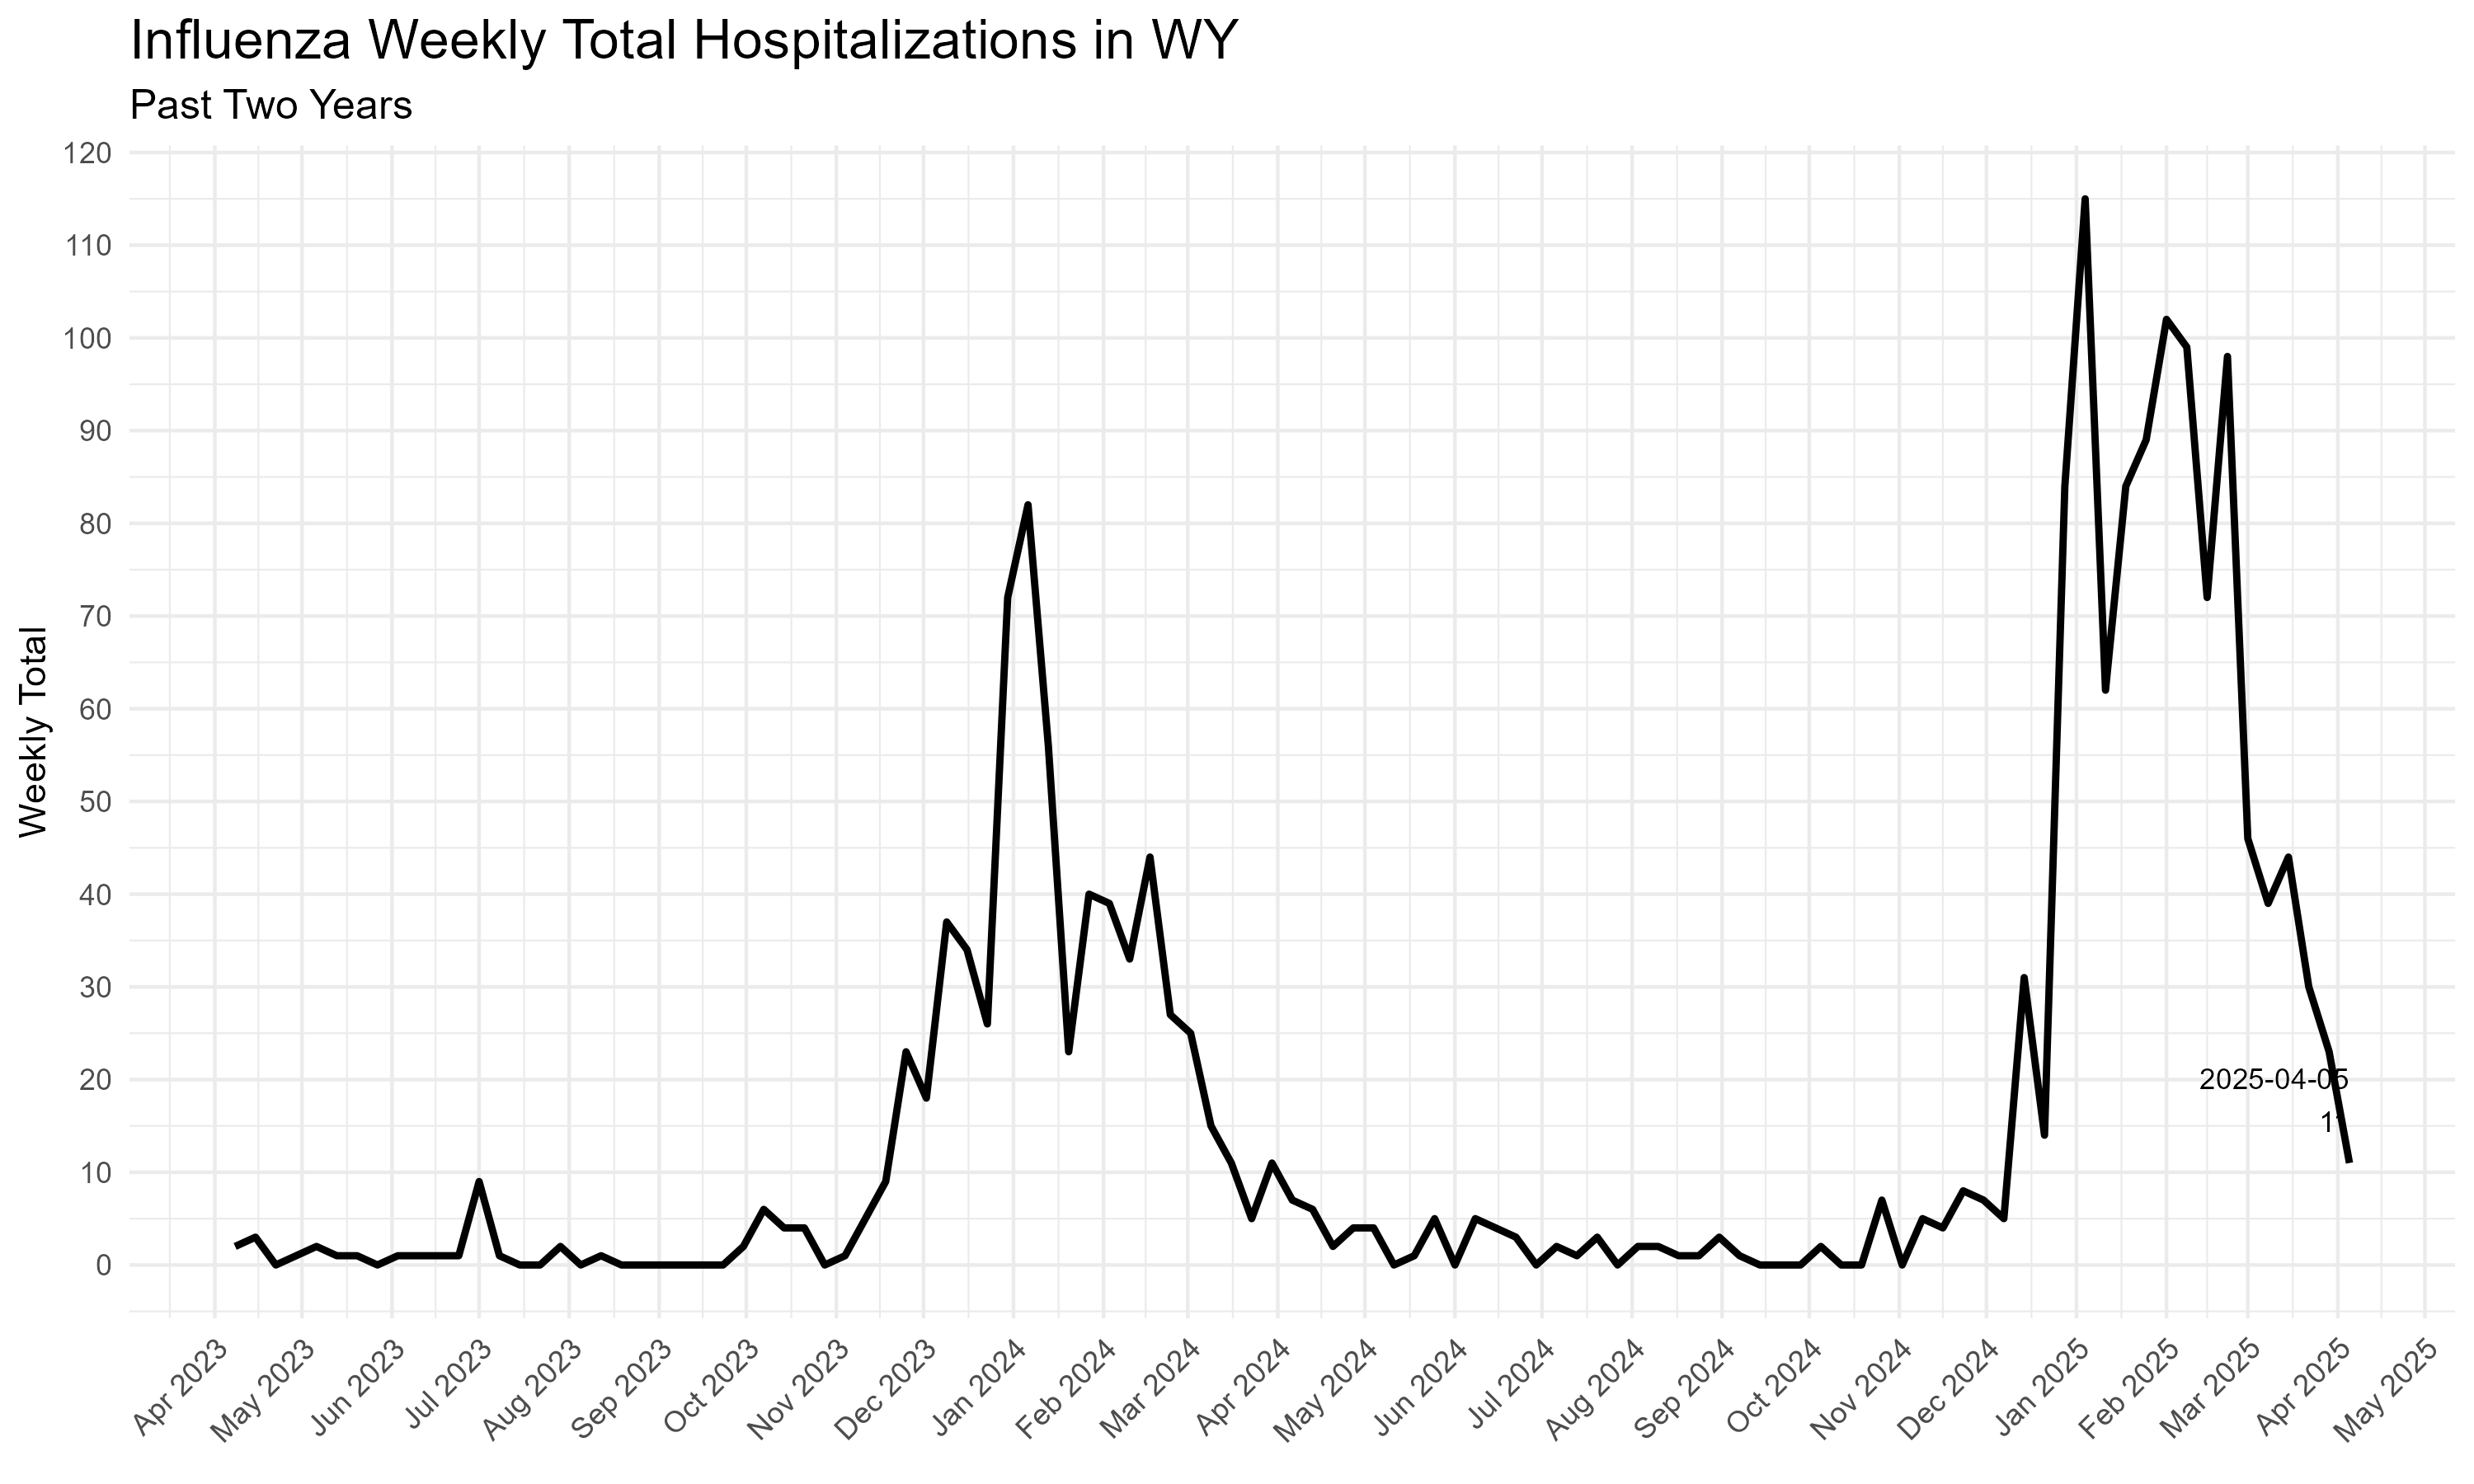 Influenza Weekly Total Hospitalizations in WY
Past Two Years
120
110
100
90
80
70
60
50
40
30
20
10
0
Weekly Total
2025-04-05
11
Apr 2023
May 2023
Jun 2023
Jul 2023
Aug 2023
Sep 2023
Oct 2023
Nov 2023
Dec 2023
Jan 2024
Feb 2024
Mar 2024
Apr 2024
May 2024
Jun 2024
Jul 2024
Aug 2024
Sep 2024
Oct 2024
Nov 2024
Dec 2024
Jan 2025
Feb 2025
Mar 2025
Apr 2025
May 2025